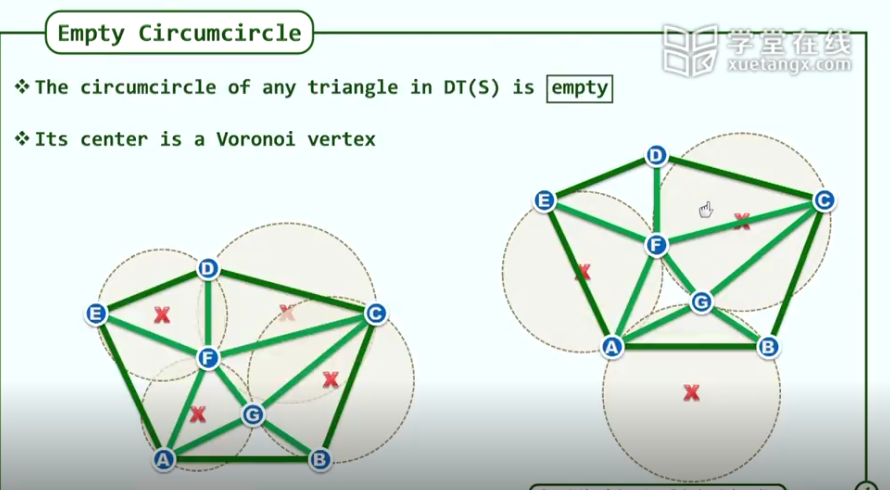 Empty Circumcircle
学堂在线
xuetangx.com
❖ The circumcircle of any triangle in DT(S) is empty
❖ Its center is a Voronoi vertex
D
E
C
F
G
A
B
D
E
C
F
G
A
B